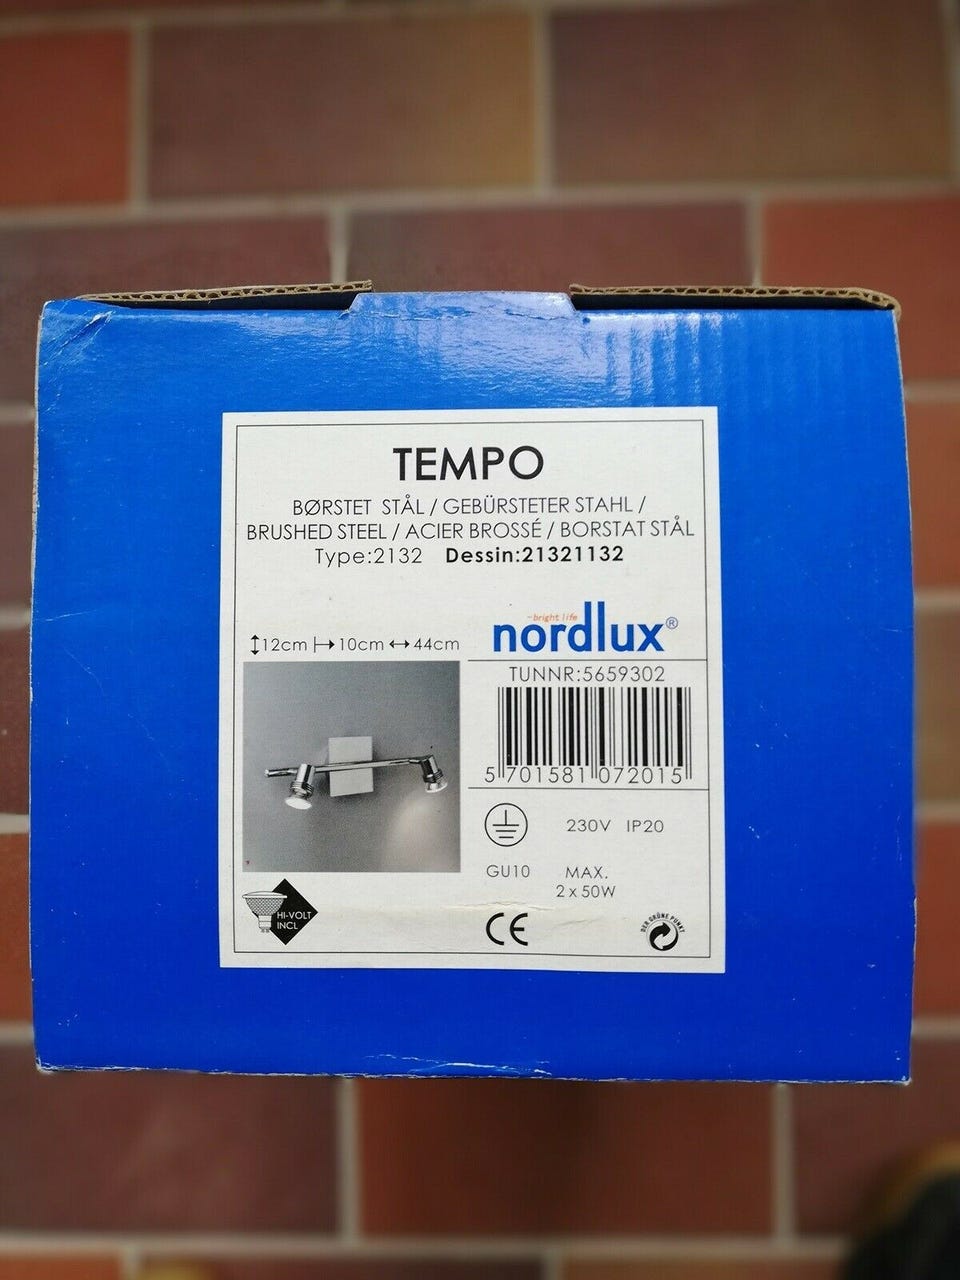 TEMPO
BØRSTET STÅL / GEBÜRSTETER STAHL /
BRUSHED STEEL / ACIER BROSSÉ / BORSTAT STÅL
Type:2132 Dessin:21321132
12cm 10cm 44cm
bright life
nordlux®
TUNNR:5659302
5 701581 072015
230V IP20
GU10 MAX.
2 x 50W
HI-VOLT
INCL
CE
DER GRÜNE PUNKT